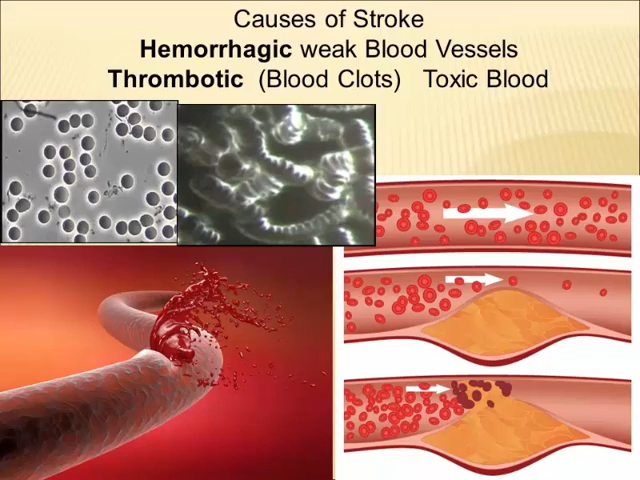 Causes of Stroke
Hemorrhagic weak Blood Vessels
Thrombotic (Blood Clots) Toxic Blood